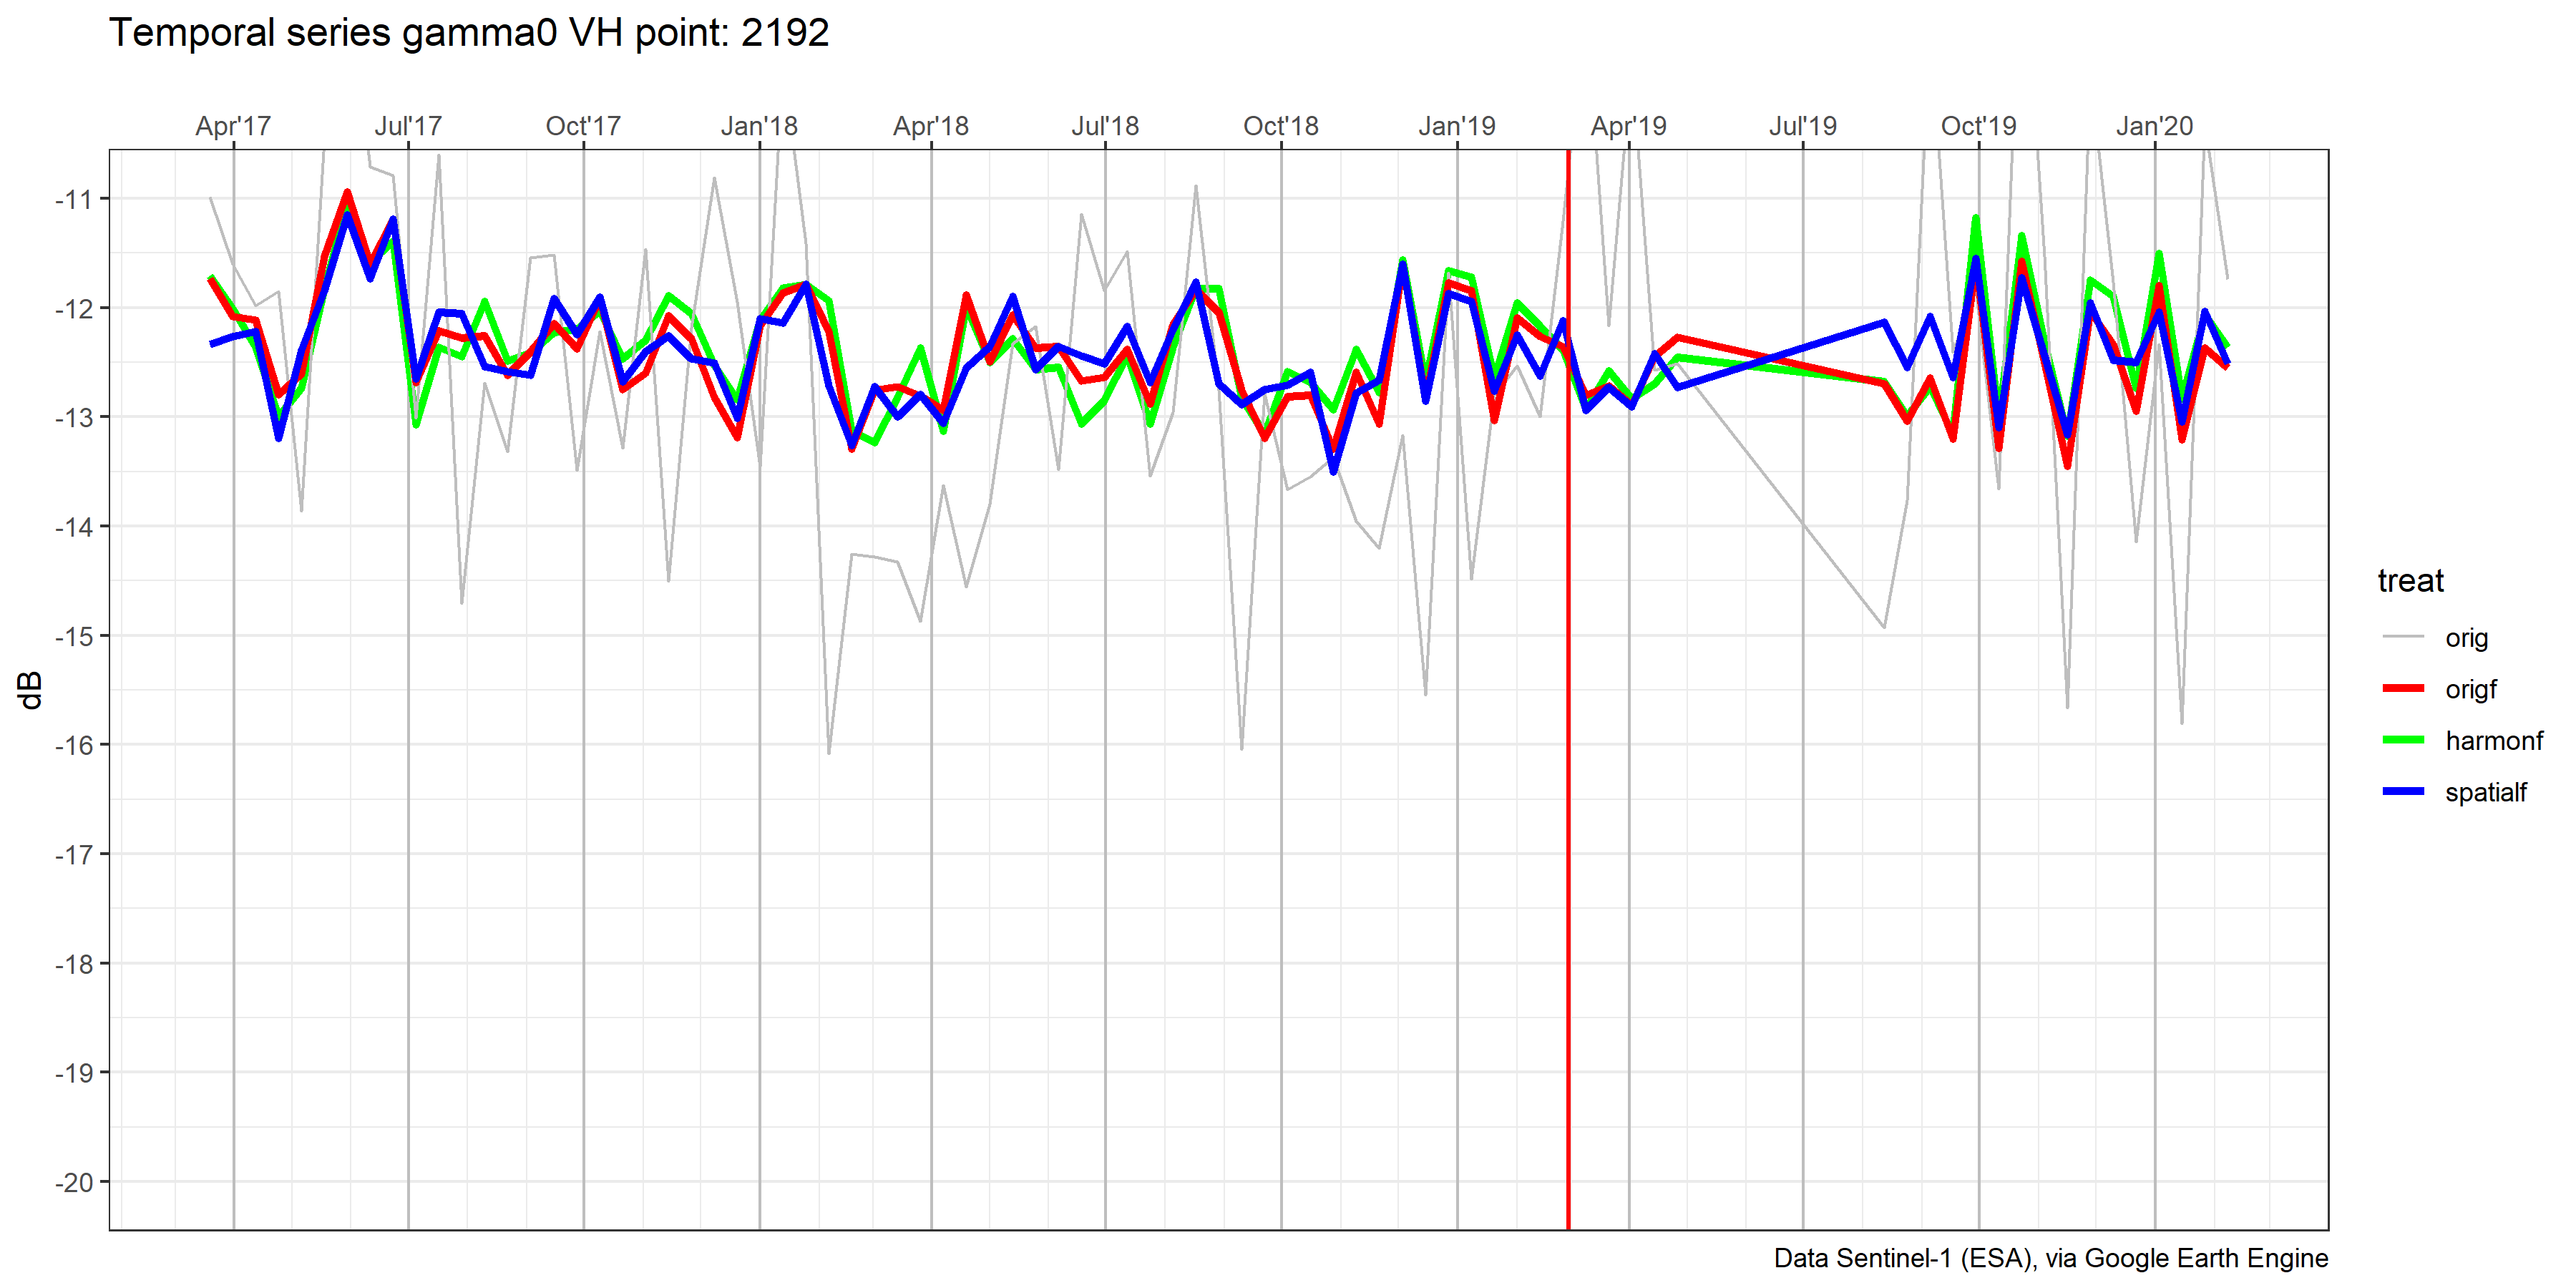 Temporal series gamma0 VH point: 2192
Apr'17 Jul'17 Oct'17 Jan'18 Apr'18 Jul'18 Oct'18 Jan'19 Apr'19 Jul'19 Oct'19 Jan'20
-11
-12
-13
-14
-15
-16
-17
-18
-19
-20
dB
treat
orig
origf
harmonf
spatialf
Data Sentinel-1 (ESA), via Google Earth Engine